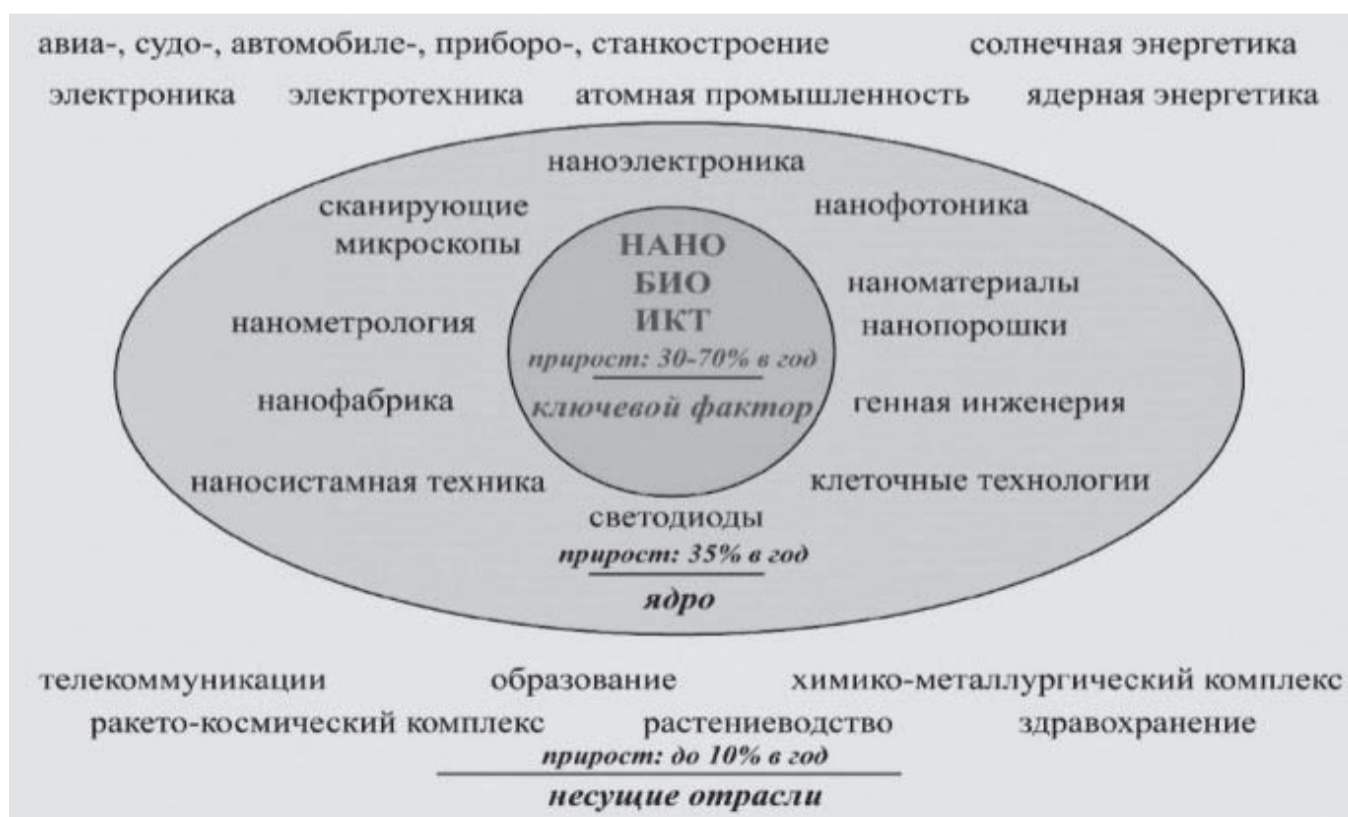 авиа-, судо-, автомобиле-, приборо-, станкостроение солнечная энергетика
электроника электротехника атомная промышленность ядерная энергетика
наноэлектроника
сканирующие
микроскопы
нанофотоника
НАНО
БИО
ИКТ
прирост: 30-70% в год
ключевой фактор
наноматериалы
нанопорошки
нанометрология
нанофабрика
генная инженерия
наносистамная техника
клеточные технологии
светодиоды
прирост: 35% в год
ядро
телекоммуникации образование химико-металлургический комплекс
ракето-космический комплекс растениеводство здравохранение
прирост: до 10% в год
несущие отрасли